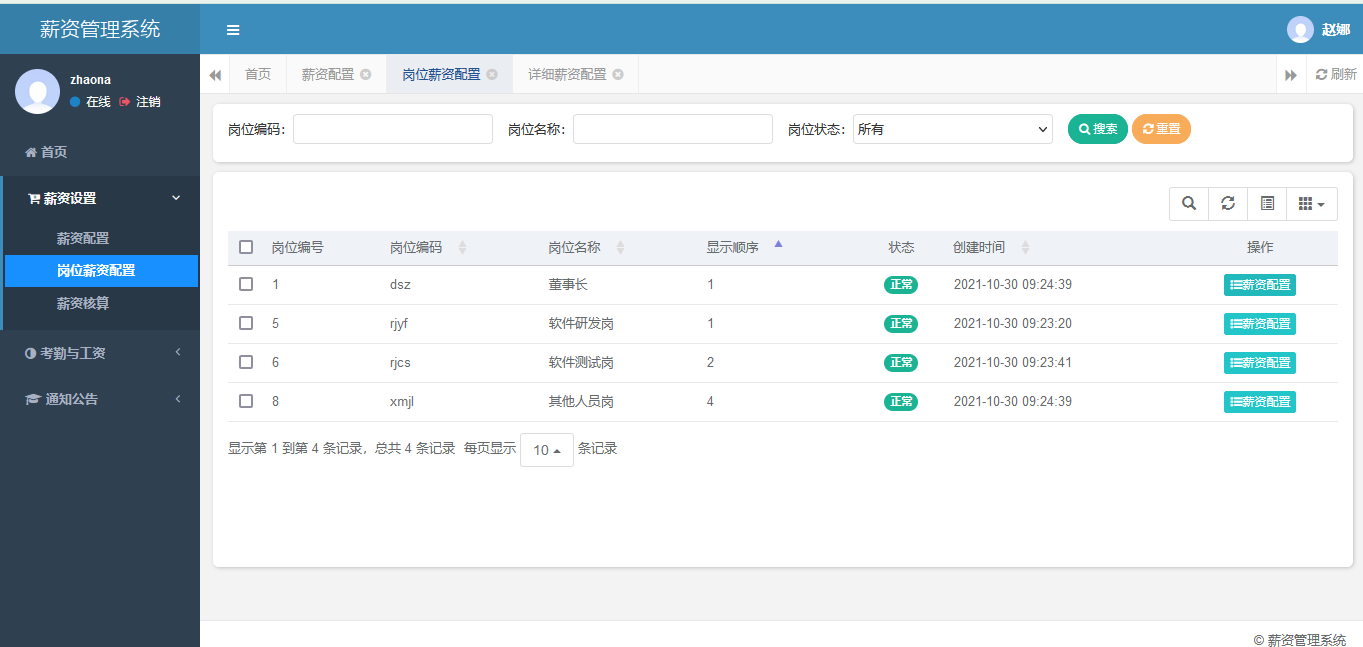 薪资管理系统
赵娜
zhaona
在线 注销
首页
薪资设置
薪资配置
岗位薪资配置
薪资核算
考勤与工资
通知公告
首页 薪资配置 岗位薪资配置 详细薪资配置 刷新
岗位编码: 岗位名称: 岗位状态: 所有 搜索 重置
岗位编号 岗位编码 岗位名称 显示顺序 状态 创建时间 操作
1 dsz 董事长 1 正常 2021-10-30 09:24:39 薪资配置
5 rjyf 软件研发岗 1 正常 2021-10-30 09:23:20 薪资配置
6 rjcs 软件测试岗 2 正常 2021-10-30 09:23:41 薪资配置
8 xmjl 其他人员岗 4 正常 2021-10-30 09:24:39 薪资配置
显示第 1 到第 4 条记录，总共 4 条记录 每页显示 10 条记录
© 薪资管理系统